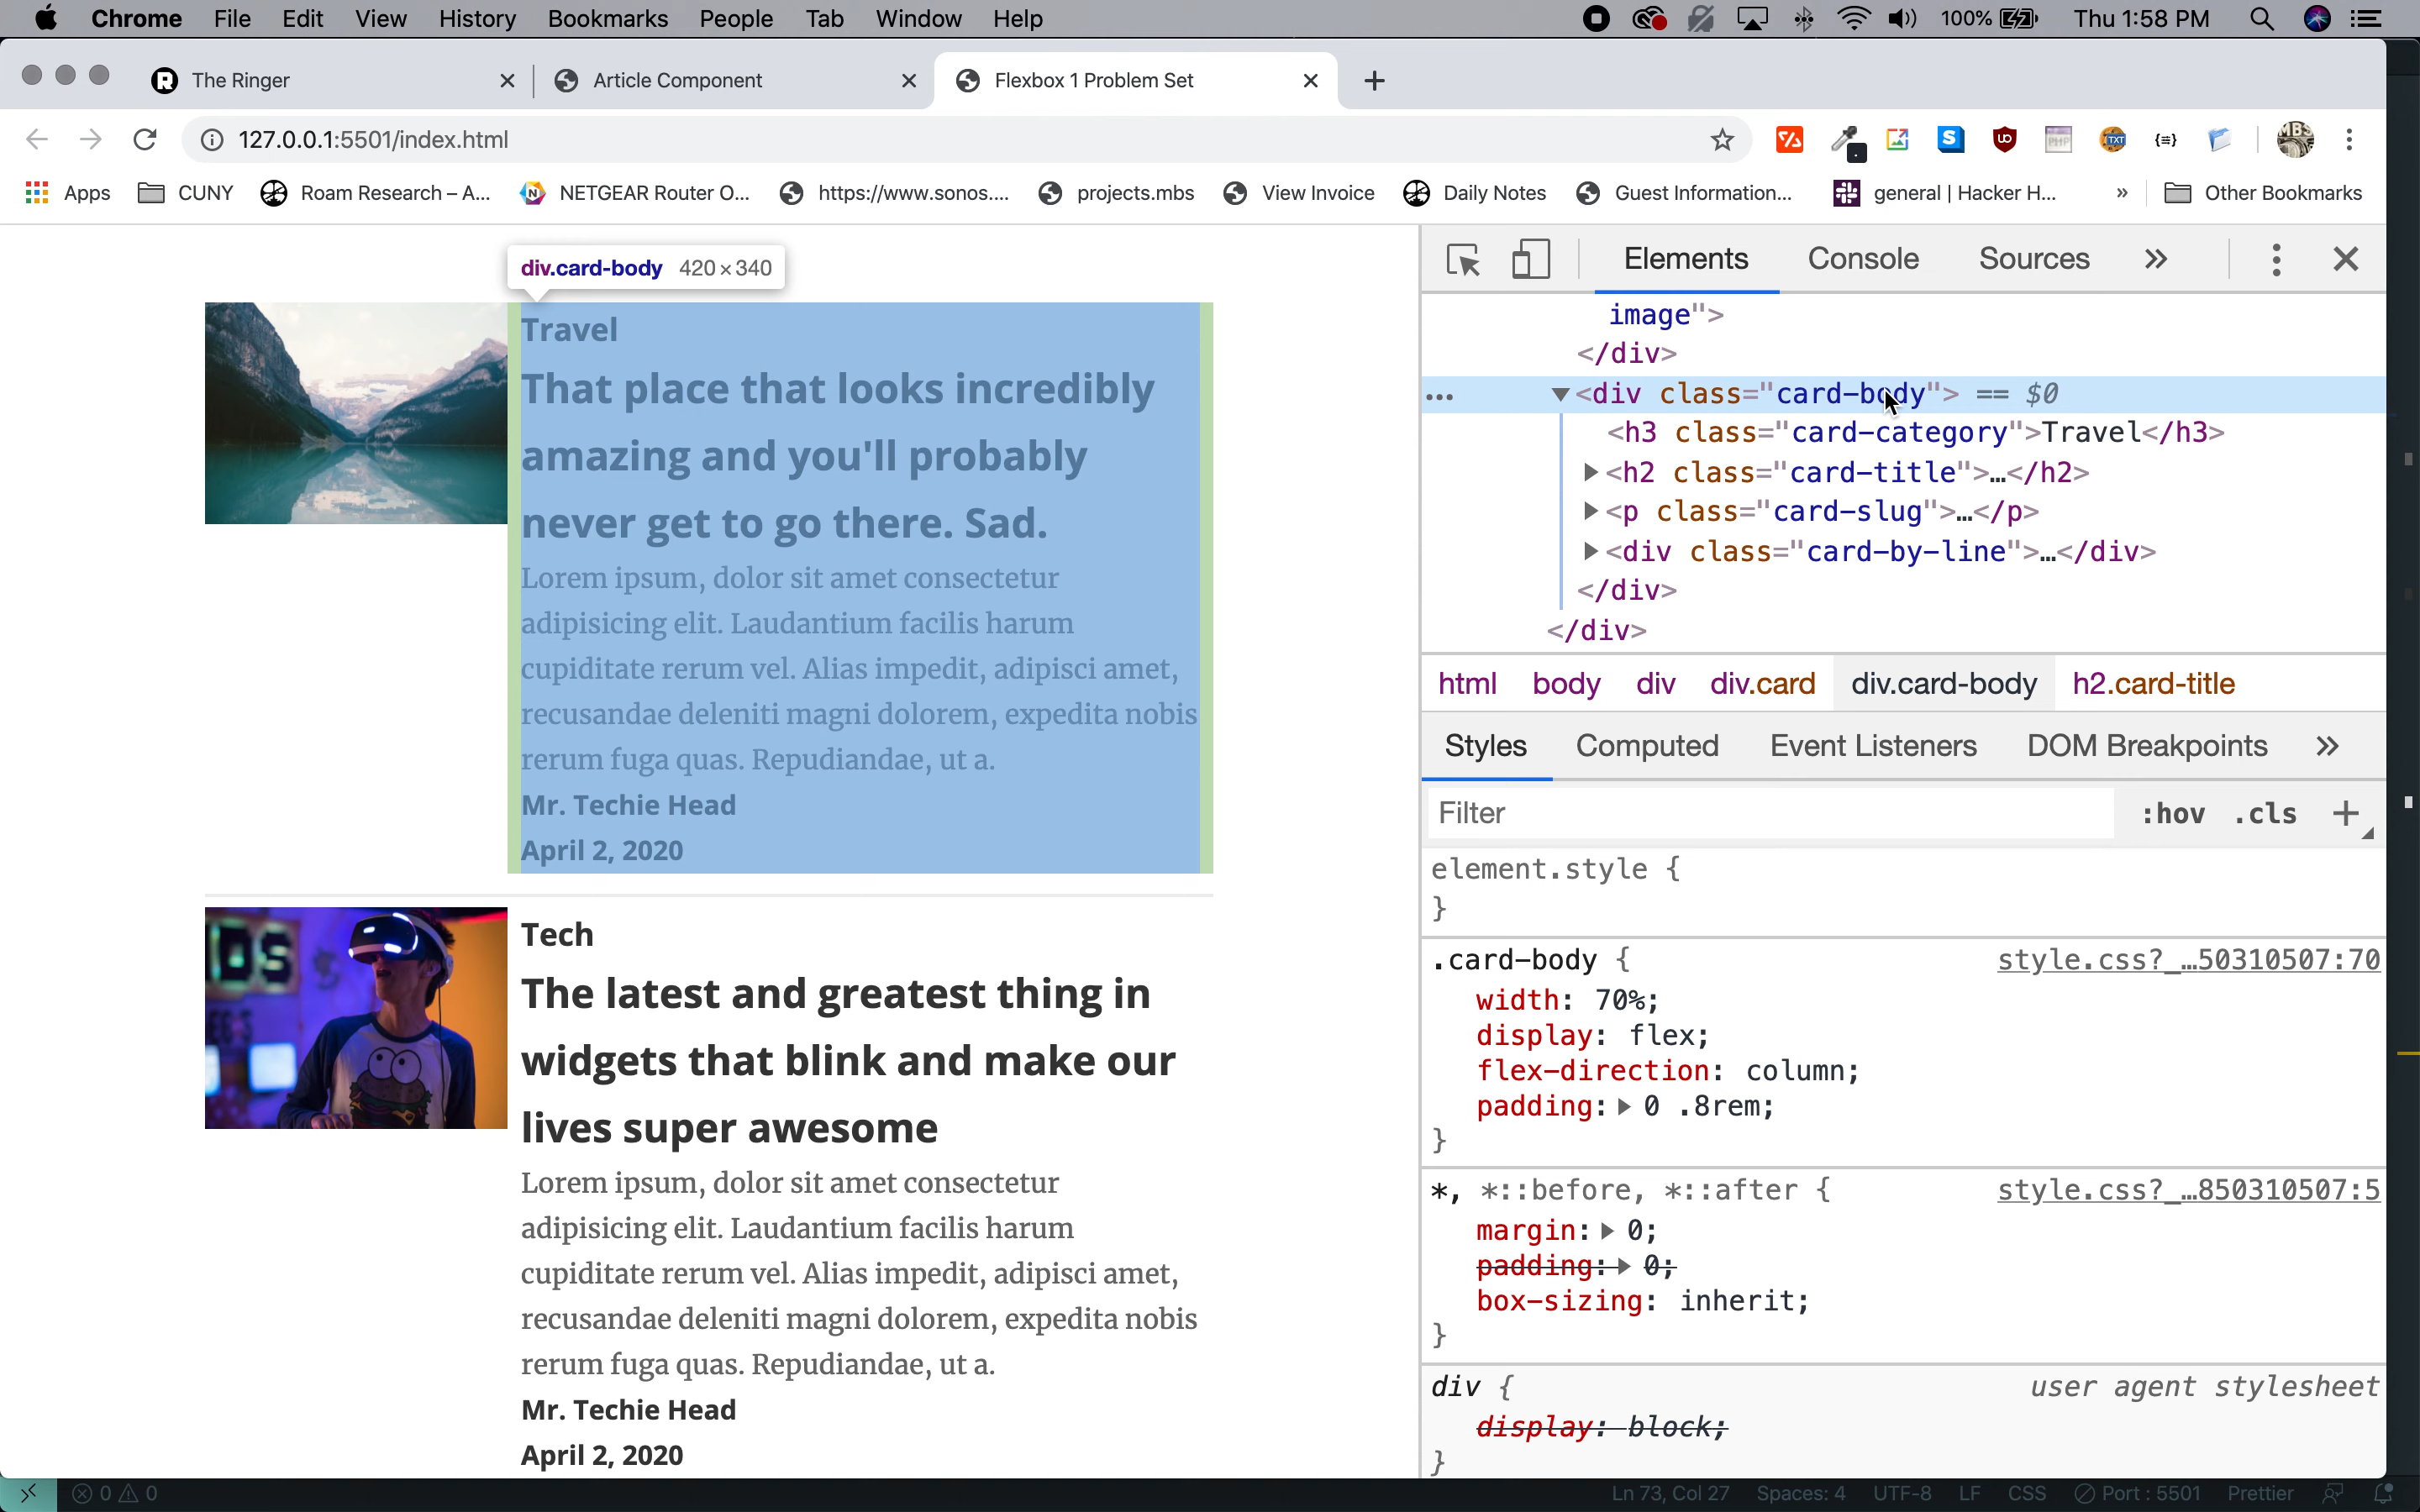 Chrome File Edit View History Bookmarks People Tab Window Help 100% Thu 1:58 PM
The Ringer Article Component Flexbox 1 Problem Set
127.0.0.1:5501/index.html
Apps CUNY Roam Research – A... NETGEAR Router O... https://www.sonos.... projects.mbs View Invoice Daily Notes Guest Information... general | Hacker H... » Other Bookmarks
div.card-body 420 × 340
Travel
That place that looks incredibly
amazing and you'll probably
never get to go there. Sad.
Lorem ipsum, dolor sit amet consectetur
adipisicing elit. Laudantium facilis harum
cupiditate rerum vel. Alias impedit, adipisci amet,
recusandae deleniti magni dolorem, expedita nobis
rerum fuga quas. Repudiandae, ut a.
Mr. Techie Head
April 2, 2020
Tech
The latest and greatest thing in
widgets that blink and make our
lives super awesome
Lorem ipsum, dolor sit amet consectetur
adipisicing elit. Laudantium facilis harum
cupiditate rerum vel. Alias impedit, adipisci amet,
recusandae deleniti magni dolorem, expedita nobis
rerum fuga quas. Repudiandae, ut a.
Mr. Techie Head
April 2, 2020
Elements Console Sources »
image">
</div>
… <div class="card-body"> == $0
<h3 class="card-category">Travel</h3>
<h2 class="card-title">…</h2>
<p class="card-slug">…</p>
<div class="card-by-line">…</div>
</div>
</div>
html body div div.card div.card-body h2.card-title
Styles Computed Event Listeners DOM Breakpoints »
Filter :hov .cls +
element.style {
}
.card-body { style.css?_…50310507:70
width: 70%;
display: flex;
flex-direction: column;
padding: 0 .8rem;
}
*, *::before, *::after { style.css?_…850310507:5
margin: 0;
padding: 0;
box-sizing: inherit;
}
div { user agent stylesheet
display: block;
}
0 0 Ln 73, Col 27 Spaces: 4 UTF-8 LF CSS Port : 5501 Prettier